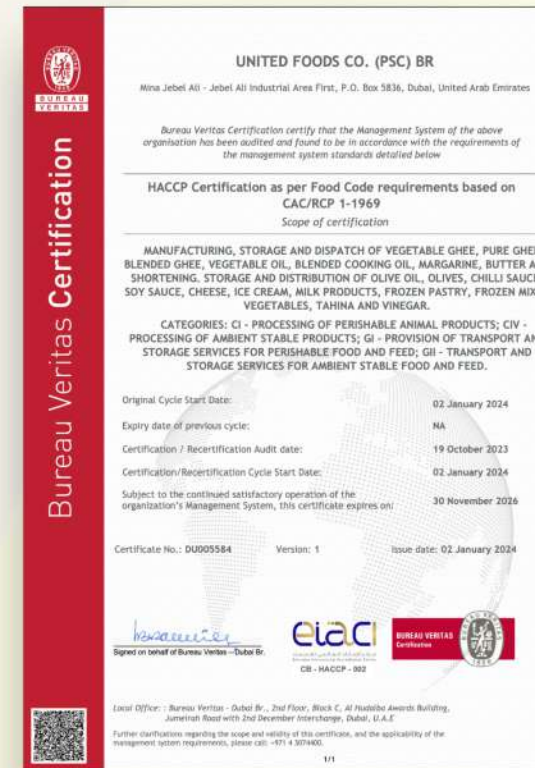 BUREAU
VERITAS
Bureau Veritas Certification
UNITED FOODS CO. (PSC) BR
Mina Jebel Ali - Jebel Ali Industrial Area First, P.O. Box 5836, Dubai, United Arab Emirates
Bureau Veritas Certification certify that the Management System of the above
organisation has been audited and found to be in accordance with the requirements of
the management system standards detailed below
HACCP Certification as per Food Code requirements based on
CAC/RCP 1-1969
Scope of certification
MANUFACTURING, STORAGE AND DISPATCH OF VEGETABLE GHEE, PURE GHEE
BLENDED GHEE, VEGETABLE OIL, BLENDED COOKING OIL, MARGARINE, BUTTER A
SHORTENING. STORAGE AND DISTRIBUTION OF OLIVE OIL, OLIVES, CHILLI SAUCE
SOY SAUCE, CHEESE, ICE CREAM, MILK PRODUCTS, FROZEN PASTRY, FROZEN MIX
VEGETABLES, TAHINA AND VINEGAR.
CATEGORIES: CI - PROCESSING OF PERISHABLE ANIMAL PRODUCTS; CIV -
PROCESSING OF AMBIENT STABLE PRODUCTS; GI - PROVISION OF TRANSPORT AN
STORAGE SERVICES FOR PERISHABLE FOOD AND FEED; GII - TRANSPORT AND
STORAGE SERVICES FOR AMBIENT STABLE FOOD AND FEED.
Original Cycle Start Date: 02 January 2024
Expiry date of previous cycle: NA
Certification / Recertification Audit date: 19 October 2023
Certification/Recertification Cycle Start Date: 02 January 2024
Subject to the continued satisfactory operation of the
organization's Management System, this certificate expires on: 30 November 2026
Certificate No.: DU005584 Version: 1 Issue date: 02 January 2024
Signed on behalf of Bureau Veritas - Dubai Br.
eiaci
CB - HACCP - 002
BUREAU VERITAS
Certification
Local Office: : Bureau Veritas - Dubai Br., 2nd Floor, Block C, Al Hudaiba Awards Building,
Jumeirah Road with 2nd December Interchange, Dubai, U.A.E
Further clarifications regarding the scope and validity of this certificate, and the applicability of the
management system requirements, please call: +971 4 3074400.
1/1